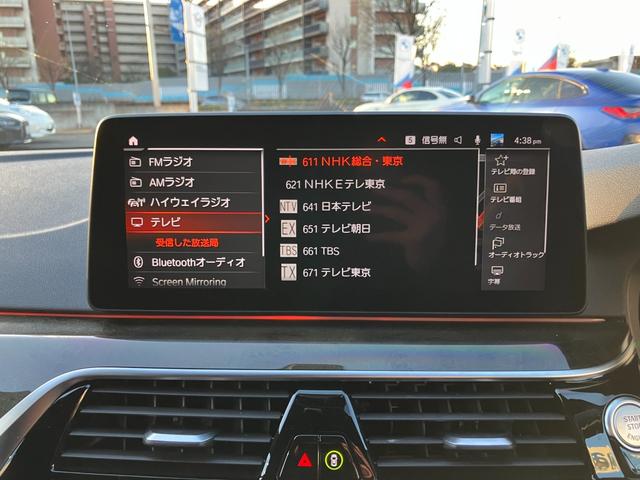 信号無 4:38 pm
FMラジオ
AMラジオ
ハイウェイラジオ
テレビ
受信した放送局
Bluetoothオーディオ
Screen Mirroring
611 NHK総合・東京
621 NHKEテレ東京
NTV 641 日本テレビ
EX 651 テレビ朝日
TBS 661 TBS
TX 671 テレビ東京
テレビ局の登録
テレビ番組
データ放送
オーディオトラック
字幕
START
STOP